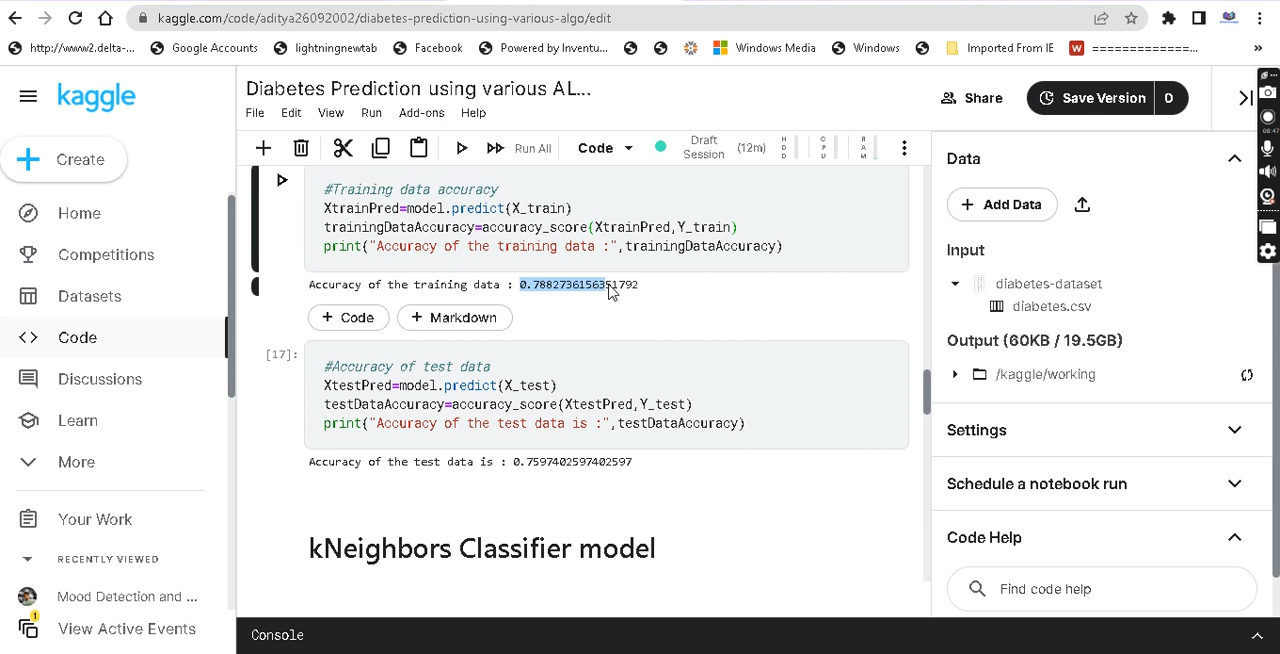 kaggle.com/code/aditya26092002/diabetes-prediction-using-various-algo/edit
http://www2.delta-... Google Accounts lightningnewtab Facebook Powered by Inventu... Windows Media Windows Imported From IE W =============... »
kaggle
Create
Home
Competitions
Datasets
Code
Discussions
Learn
More
Your Work
RECENTLY VIEWED
Mood Detection and ...
1
View Active Events
Diabetes Prediction using various AL...
File Edit View Run Add-ons Help
Share
Save Version 0
Run All Code Draft Session (12m) HDD CPU RAM
#Training data accuracy
XtrainPred=model.predict(X_train)
trainingDataAccuracy=accuracy_score(XtrainPred,Y_train)
print("Accuracy of the training data :",trainingDataAccuracy)
Accuracy of the training data : 0.7882736156351792
+ Code + Markdown
[17]:
#Accuracy of test data
XtestPred=model.predict(X_test)
testDataAccuracy=accuracy_score(XtestPred,Y_test)
print("Accuracy of the test data is :",testDataAccuracy)
Accuracy of the test data is : 0.7597402597402597
kNeighbors Classifier model
Console
Data
+ Add Data
Input
diabetes-dataset
diabetes.csv
Output (60KB / 19.5GB)
/kaggle/working
Settings
Schedule a notebook run
Code Help
Find code help